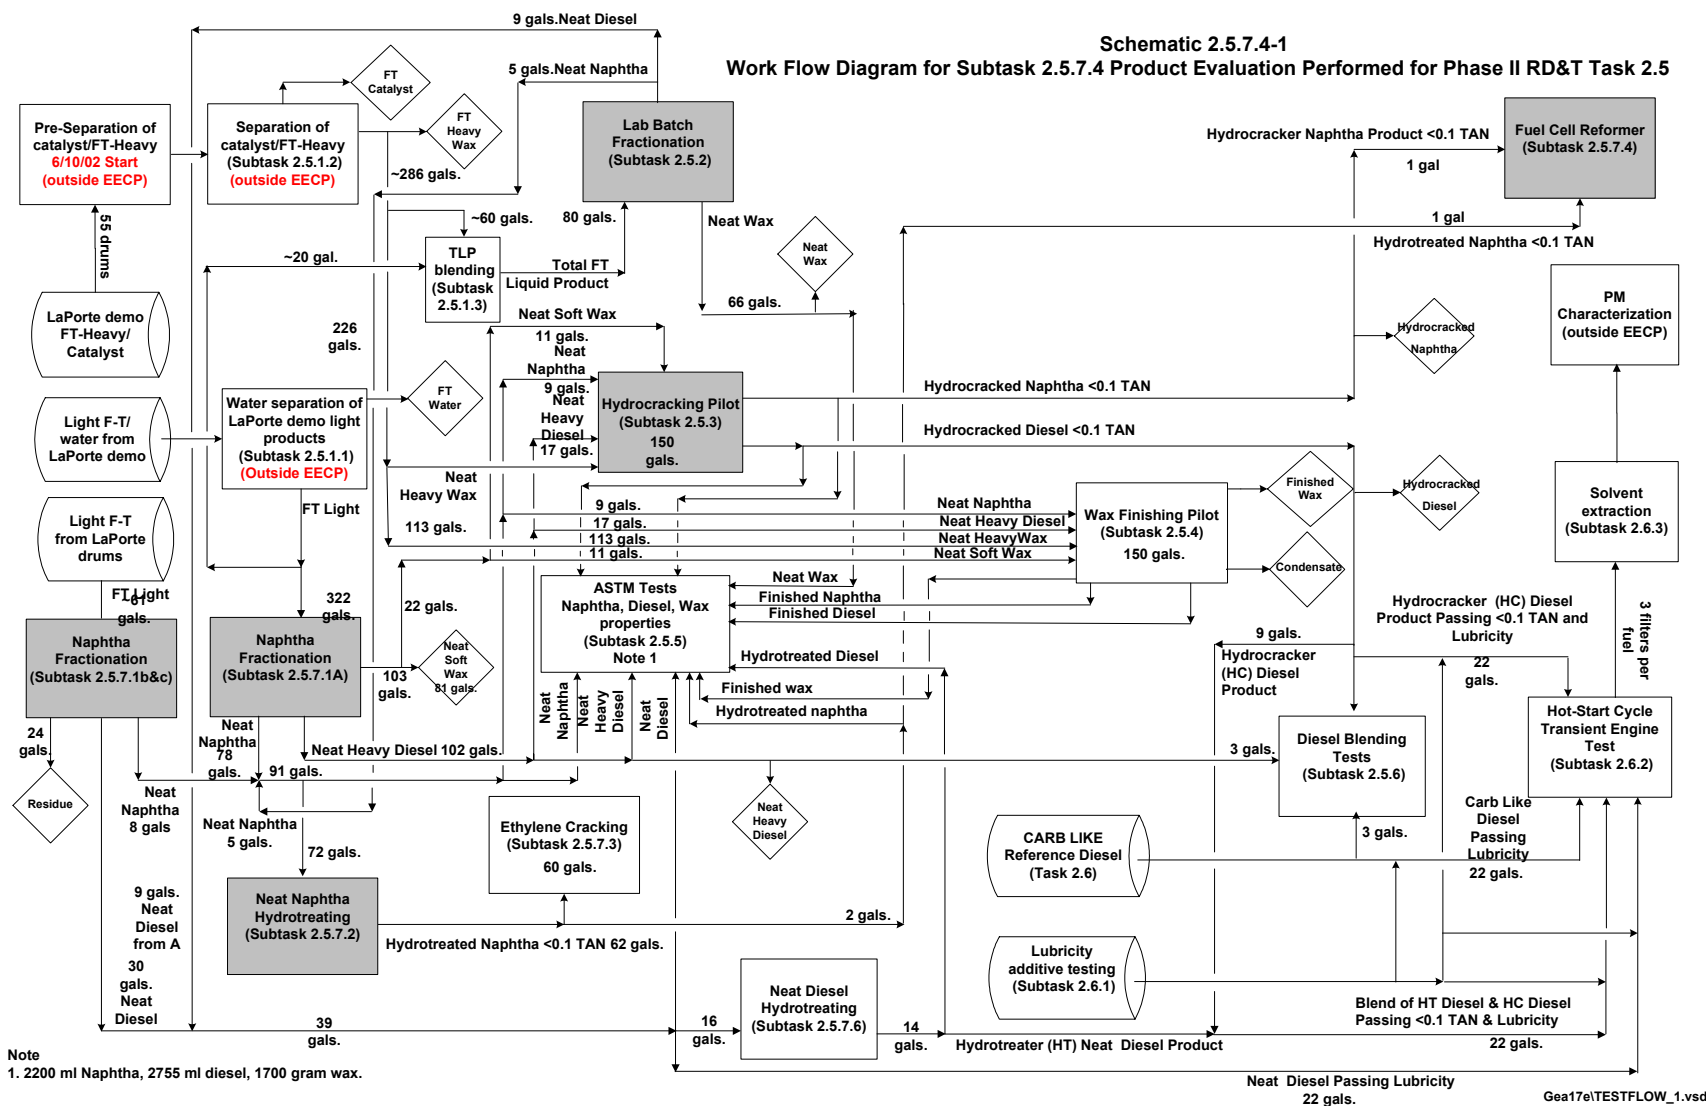 9 gals.Neat Diesel
Schematic 2.5.7.4-1
Work Flow Diagram for Subtask 2.5.7.4 Product Evaluation Performed for Phase II RD&T Task 2.5
FT
Catalyst
5 gals.Neat Naphtha
Pre-Separation of
catalyst/FT-Heavy
6/10/02 Start
(outside EECP)
Separation of
catalyst/FT-Heavy
(Subtask 2.5.1.2)
(outside EECP)
FT
Heavy
Wax
Lab Batch
Fractionation
(Subtask 2.5.2)
Hydrocracker Naphtha Product <0.1 TAN
1 gal
Fuel Cell Reformer
(Subtask 2.5.7.4)
~286 gals.
55 drums
~60 gals.
80 gals.
Neat Wax
1 gal
Hydrotreated Naphtha <0.1 TAN
~20 gal.
TLP
blending
(Subtask
2.5.1.3)
Total FT
Liquid Product
Neat
Wax
LaPorte demo
FT-Heavy/
Catalyst
226
gals.
66 gals.
PM
Characterization
(outside EECP)
Neat Soft Wax
11 gals.
Hydrocracked
Naphtha
Neat
Naphtha
9 gals.
Neat
Heavy
Diesel
17 gals.
Hydrocracking Pilot
(Subtask 2.5.3)
150
gals.
Hydrocracked Naphtha <0.1 TAN
Hydrocracked Diesel <0.1 TAN
FT
Water
Light F-T/
water from
LaPorte demo
Water separation of
LaPorte demo light
products
(Subtask 2.5.1.1)
(Outside EECP)
Neat
Heavy Wax
113 gals.
Finished
Wax
Hydrocracked
Diesel
Solvent
extraction
(Subtask 2.6.3)
FT Light
Light F-T
from LaPorte
drums
9 gals.
Neat Naphtha
17 gals.
Neat Heavy Diesel
113 gals.
Neat HeavyWax
11 gals.
Neat Soft Wax
Wax Finishing Pilot
(Subtask 2.5.4)
150 gals.
Condensate
FT Light
61
gals.
322
gals.
22 gals.
ASTM Tests
Naphtha, Diesel, Wax
properties
(Subtask 2.5.5)
Note 1
Neat Wax
Finished Naphtha
Finished Diesel
Hydrotreated Diesel
Finished wax
Hydrotreated naphtha
Hydrocracker (HC) Diesel
Product Passing <0.1 TAN and
Lubricity
22
gals.
3 filters per
fuel
9 gals.
Hydrocracker
(HC) Diesel
Product
Naphtha
Fractionation
(Subtask 2.5.7.1b&c)
Naphtha
Fractionation
(Subtask 2.5.7.1A)
103
gals.
Neat
Soft
Wax
81 gals.
Neat
Naphtha
Neat
Heavy
Diesel
Neat
Diesel
24
gals.
Neat
Naphtha
78
gals.
Neat Heavy Diesel 102 gals.
91 gals.
3 gals.
Diesel Blending
Tests
(Subtask 2.5.6)
Hot-Start Cycle
Transient Engine
Test
(Subtask 2.6.2)
Residue
Neat
Naphtha
8 gals
Neat Naphtha
5 gals.
Neat
Heavy
Diesel
Ethylene Cracking
(Subtask 2.5.7.3)
60 gals.
CARB LIKE
Reference Diesel
(Task 2.6)
3 gals.
Carb Like
Diesel
Passing
Lubricity
22 gals.
72 gals.
9 gals.
Neat
Diesel
from A
Neat Naphtha
Hydrotreating
(Subtask 2.5.7.2)
2 gals.
Hydrotreated Naphtha <0.1 TAN 62 gals.
Lubricity
additive testing
(Subtask 2.6.1)
30
gals.
Neat
Diesel
Neat Diesel
Hydrotreating
(Subtask 2.5.7.6)
39
gals.
16
gals.
14
gals.
Hydrotreater (HT) Neat Diesel Product
Blend of HT Diesel & HC Diesel
Passing <0.1 TAN & Lubricity
22 gals.
Note
1. 2200 ml Naphtha, 2755 ml diesel, 1700 gram wax.
Neat Diesel Passing Lubricity
22 gals.
Gea17e\TESTFLOW_1.vsd